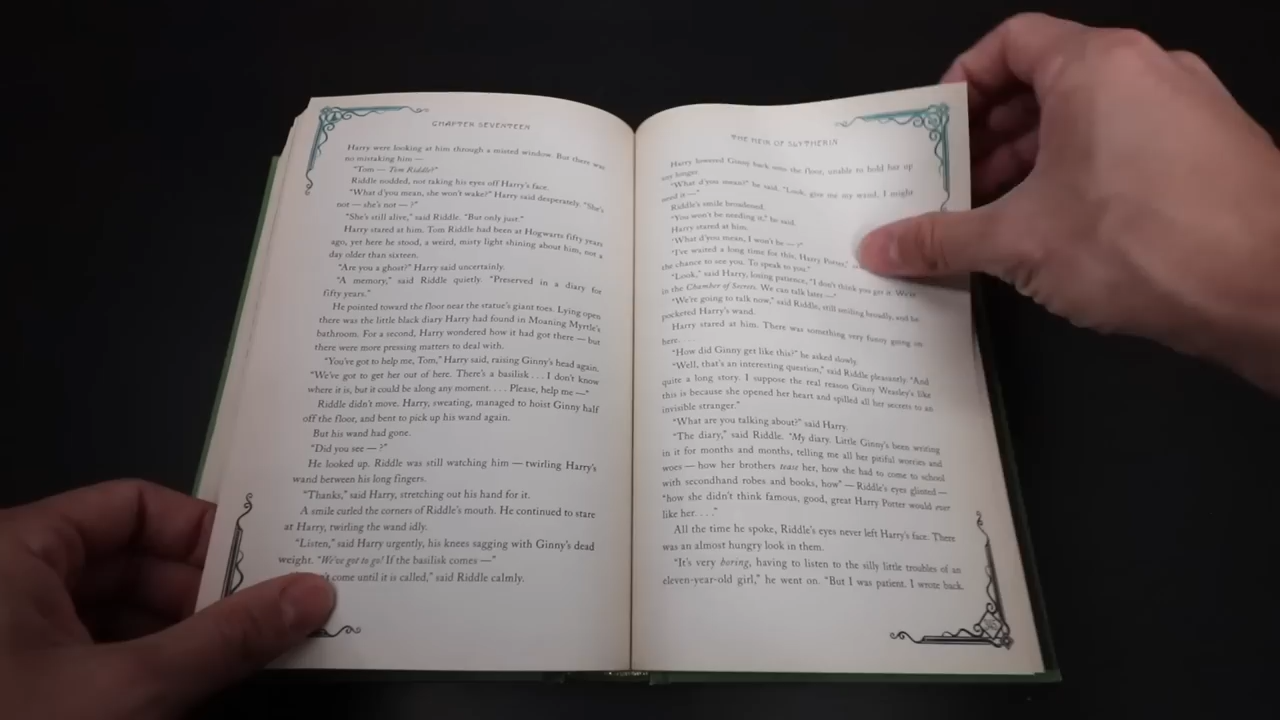 CHAPTER SEVENTEEN
Harry were looking at him through a misted window. But there was
no mistaking him —
"Tom — Tom Riddle?"
Riddle nodded, not taking his eyes off Harry's face.
"What d'you mean, she won't wake?" Harry said desperately. "She's
not — she's not — ?"
"She's still alive," said Riddle. "But only just."
Harry stared at him. Tom Riddle had been at Hogwarts fifty years
ago, yet here he stood, a weird, misty light shining about him, not a
day older than sixteen.
"Are you a ghost?" Harry said uncertainly.
"A memory," said Riddle quietly. "Preserved in a diary for
fifty years."
He pointed toward the floor near the statue's giant toes. Lying open
there was the little black diary Harry had found in Moaning Myrtle's
bathroom. For a second, Harry wondered how it had got there — but
there were more pressing matters to deal with.
"You've got to help me, Tom," Harry said, raising Ginny's head again.
"We've got to get her out of here. There's a basilisk . . . I don't know
where it is, but it could be along any moment. . . . Please, help me —"
Riddle didn't move. Harry, sweating, managed to hoist Ginny half
off the floor, and bent to pick up his wand again.
But his wand had gone.
"Did you see — ?"
He looked up. Riddle was still watching him — twirling Harry's
wand between his long fingers.
"Thanks," said Harry, stretching out his hand for it.
A smile curled the corners of Riddle's mouth. He continued to stare
at Harry, twirling the wand idly.
"Listen," said Harry urgently, his knees sagging with Ginny's dead
weight. "We've got to go! If the basilisk comes —"
come until it is called," said Riddle calmly.
THE HEIR OF SLYTHERIN
Harry lowered Ginny back onto the floor, unable to hold her up
any longer.
"What d'you mean?" he said. "Look, give me my wand, I might
need it —"
Riddle's smile broadened.
"You won't be needing it," he said.
Harry stared at him.
"What d'you mean, I won't be — ?"
"I've waited a long time for this, Harry Potter,"
the chance to see you. To speak to you."
"Look," said Harry, losing patience, "I don't think you get it. We're
in the Chamber of Secrets. We can talk later —"
"We're going to talk now," said Riddle, still smiling broadly, and he
pocketed Harry's wand.
Harry stared at him. There was something very funny going on
here. . . .
"How did Ginny get like this?" he asked slowly.
"Well, that's an interesting question," said Riddle pleasantly. "And
quite a long story. I suppose the real reason Ginny Weasley's like
this is because she opened her heart and spilled all her secrets to an
invisible stranger."
"What are you talking about?" said Harry.
"The diary," said Riddle. "My diary. Little Ginny's been writing
in it for months and months, telling me all her pitiful worries and
woes — how her brothers tease her, how she had to come to school
with secondhand robes and books, how" — Riddle's eyes glinted —
"how she didn't think famous, good, great Harry Potter would ever
like her. . . ."
All the time he spoke, Riddle's eyes never left Harry's face. There
was an almost hungry look in them.
"It's very boring, having to listen to the silly little troubles of an
eleven-year-old girl," he went on. "But I was patient. I wrote back.